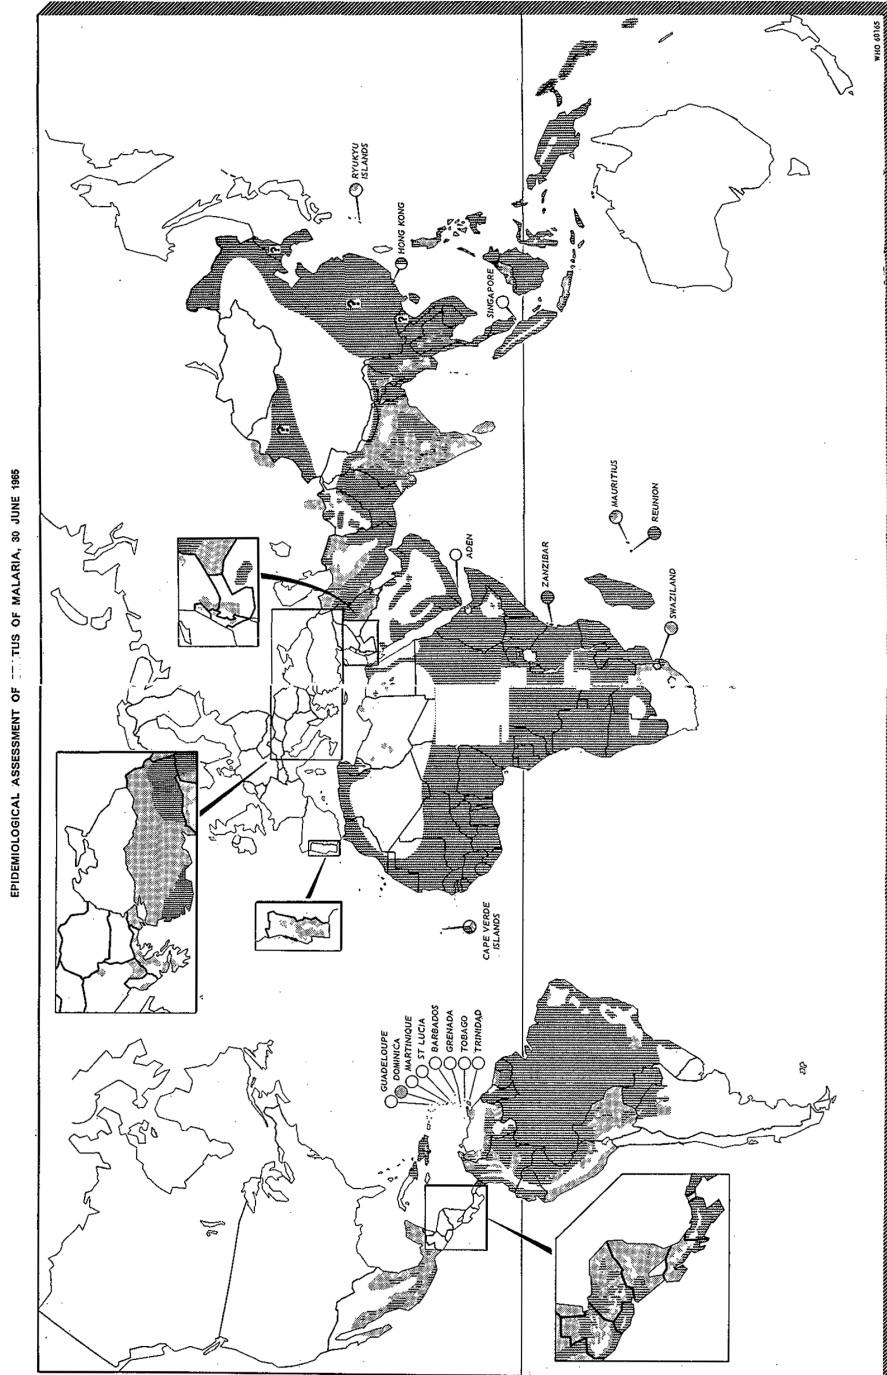 EPIDEMIOLOGICAL ASSESSMENT OF TUS OF MALARIA, 30 JUNE 1965
GUADELOUPE
DOMINICA
MARTINIQUE
ST LUCIA
BARBADOS
GRENADA
TOBAGO
TRINIDAD
CAPE VERDE
ISLANDS
ADEN
ZANZIBAR
SWAZILAND
MAURITIUS
REUNION
?
?
?
?
SINGAPORE
HONG KONG
RYUKYU
ISLANDS
WHO 60165